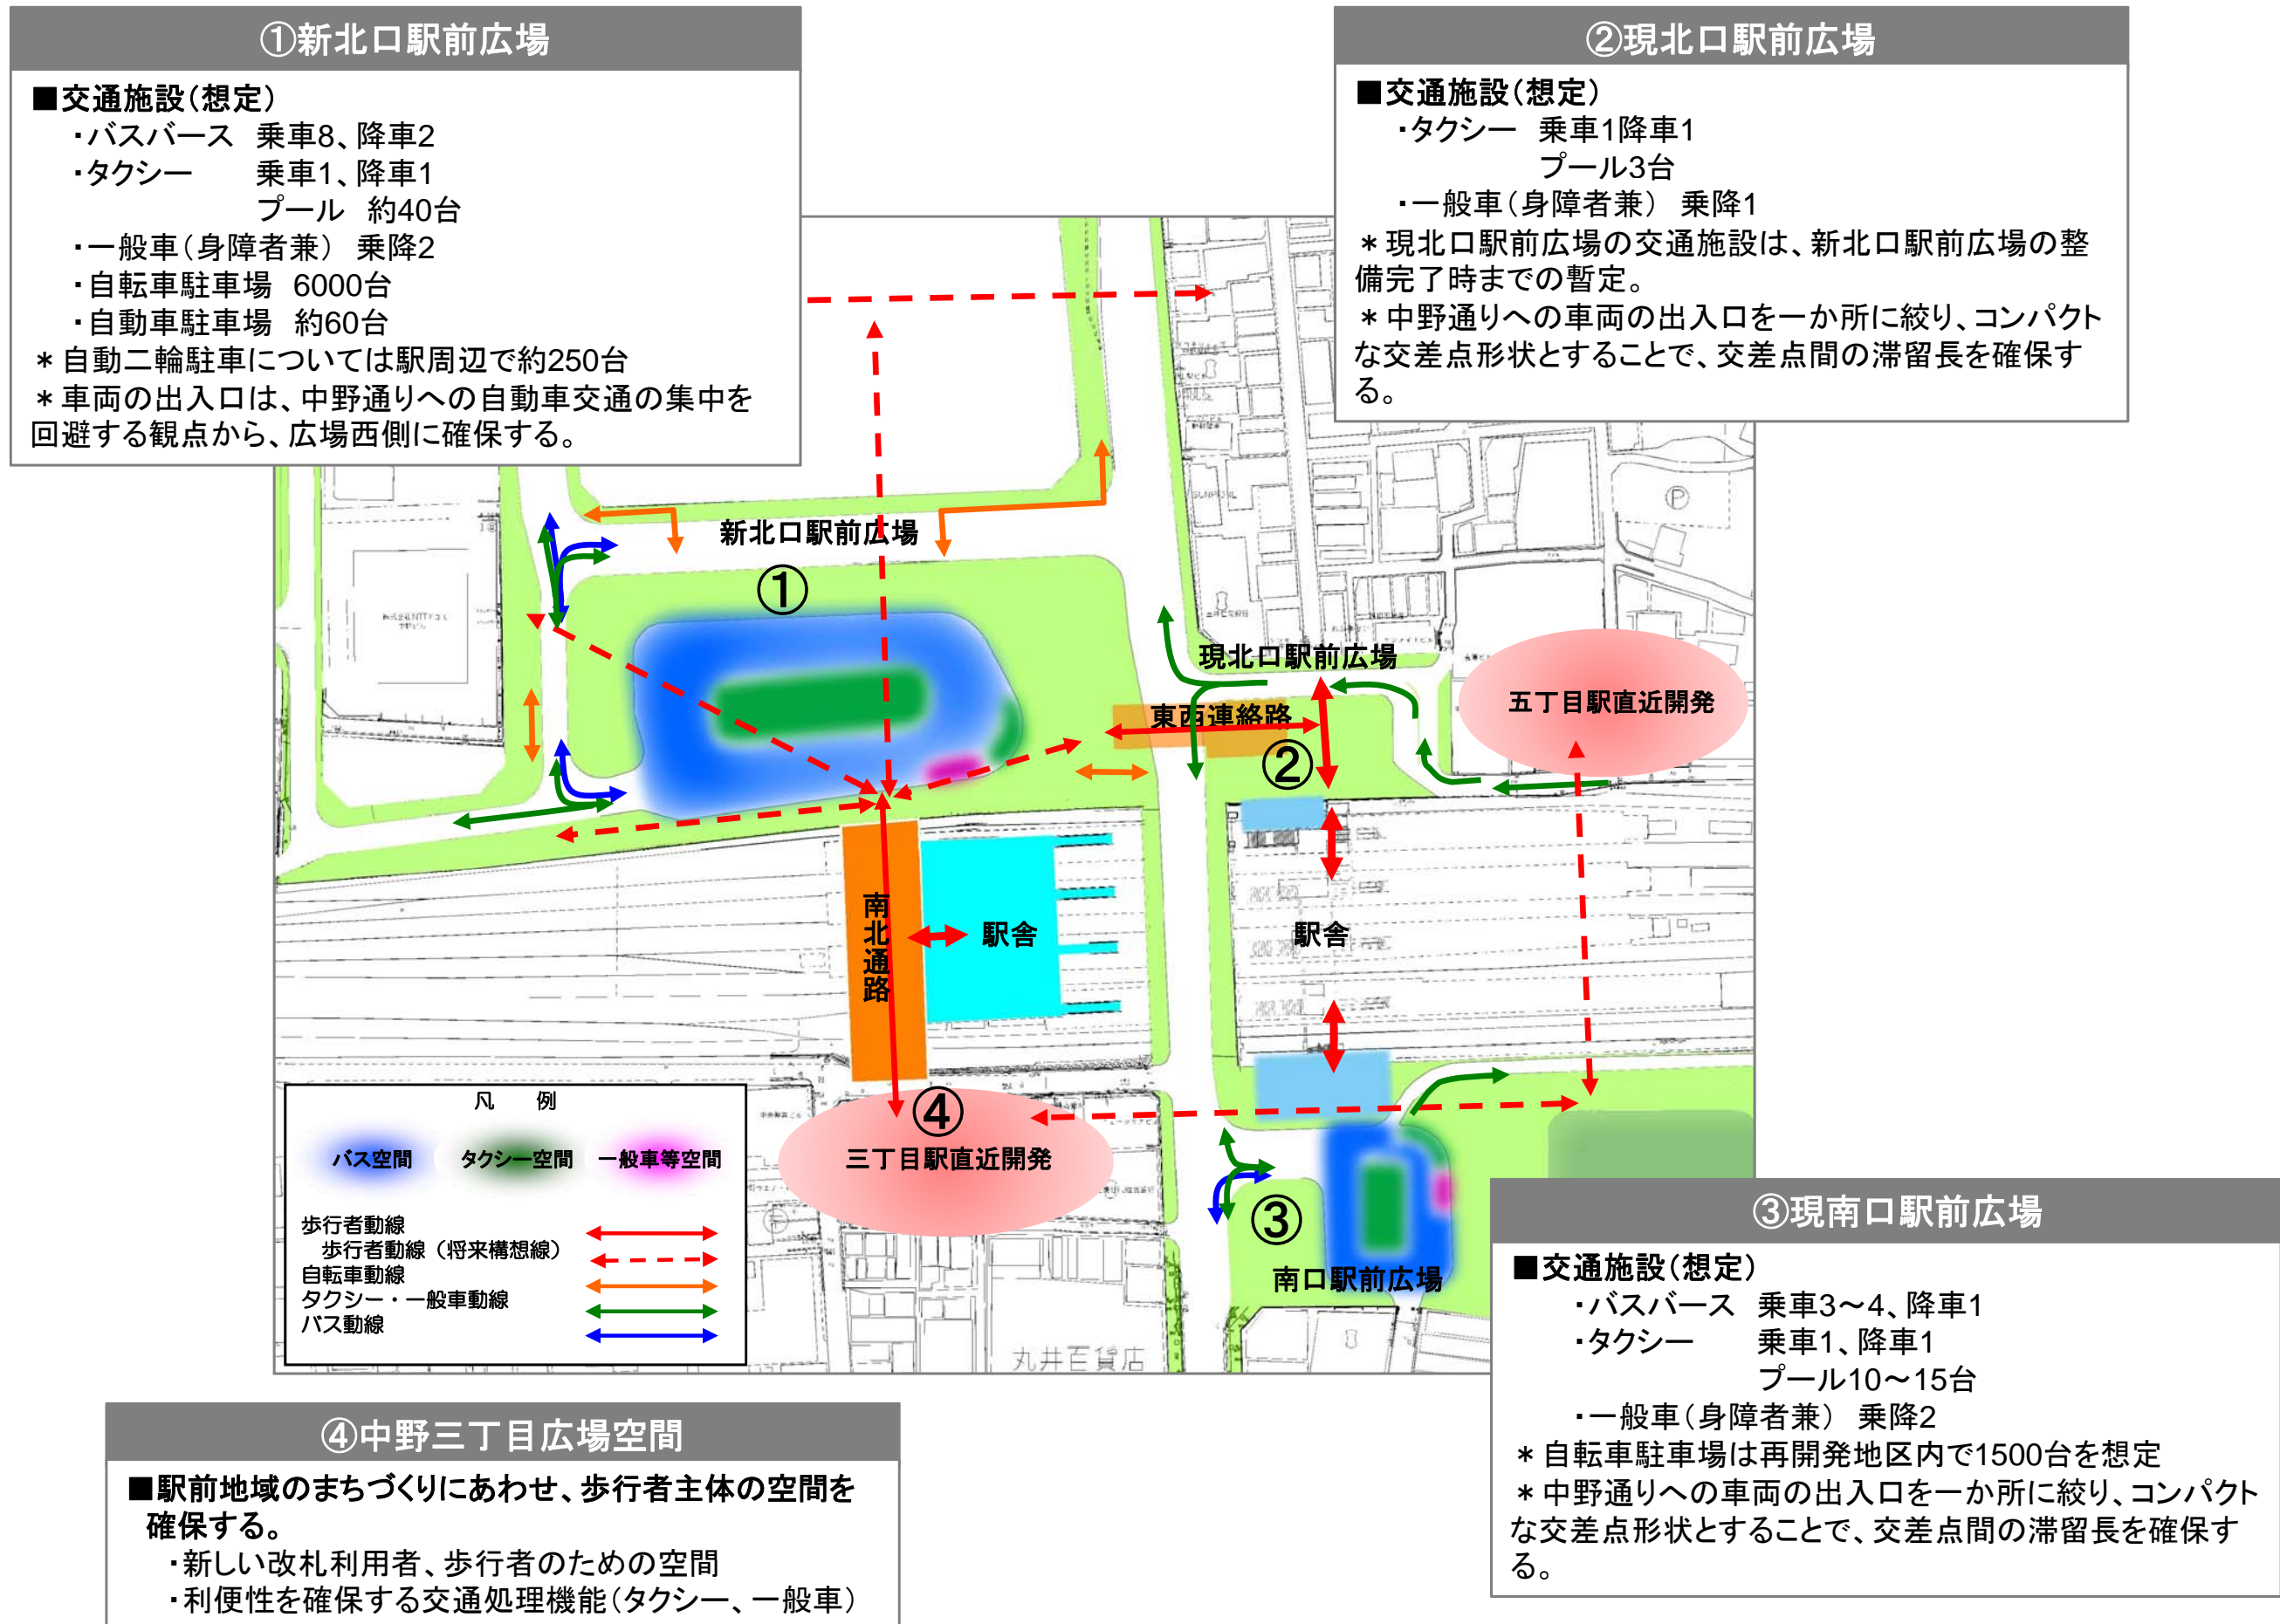 ①新北口駅前広場
■交通施設(想定)
・バスバース 乗車8、降車2
・タクシー 乗車1、降車1
プール 約40台
・一般車(身障者兼) 乗降2
・自転車駐車場 6000台
・自動車駐車場 約60台
*自動二輪駐車については駅周辺で約250台
*車両の出入口は、中野通りへの自動車交通の集中を
回避する観点から、広場西側に確保する。
②現北口駅前広場
■交通施設(想定)
・タクシー 乗車1降車1
プール3台
・一般車(身障者兼) 乗降1
*現北口駅前広場の交通施設は、新北口駅前広場の整
備完了時までの暫定。
*中野通りへの車両の出入口を一か所に絞り、コンパクト
な交差点形状とすることで、交差点間の滞留長を確保す
る。
新北口駅前広場
①
現北口駅前広場
東西連絡路
②
五丁目駅直近開発
P
南北通路
駅舎
駅舎
④
三丁目駅直近開発
③
南口駅前広場
丸井百貨店
凡 例
バス空間 タクシー空間 一般車等空間
歩行者動線
歩行者動線(将来構想線)
自転車動線
タクシー・一般車動線
バス動線
③現南口駅前広場
■交通施設(想定)
・バスバース 乗車3~4、降車1
・タクシー 乗車1、降車1
プール10~15台
・一般車(身障者兼) 乗降2
*自転車駐車場は再開発地区内で1500台を想定
*中野通りへの車両の出入口を一か所に絞り、コンパクト
な交差点形状とすることで、交差点間の滞留長を確保す
る。
④中野三丁目広場空間
■駅前地域のまちづくりにあわせ、歩行者主体の空間を
確保する。
・新しい改札利用者、歩行者のための空間
・利便性を確保する交通処理機能(タクシー、一般車)